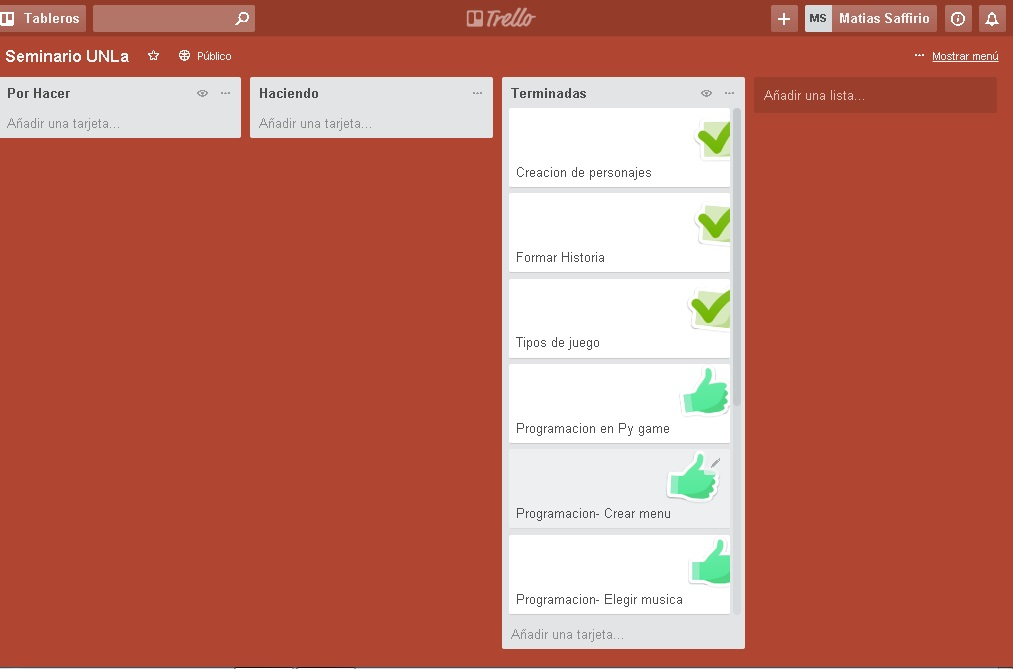 Tableros
Trello
MS
Matias Saffirio
Seminario UNLa
Público
Mostrar menú
Por Hacer
Añadir una tarjeta...
Haciendo
Añadir una tarjeta...
Terminadas
Creacion de personajes
Formar Historia
Tipos de juego
Programacion en Py game
Programacion- Crear menu
Programacion- Elegir musica
Añadir una tarjeta...
Añadir una lista...